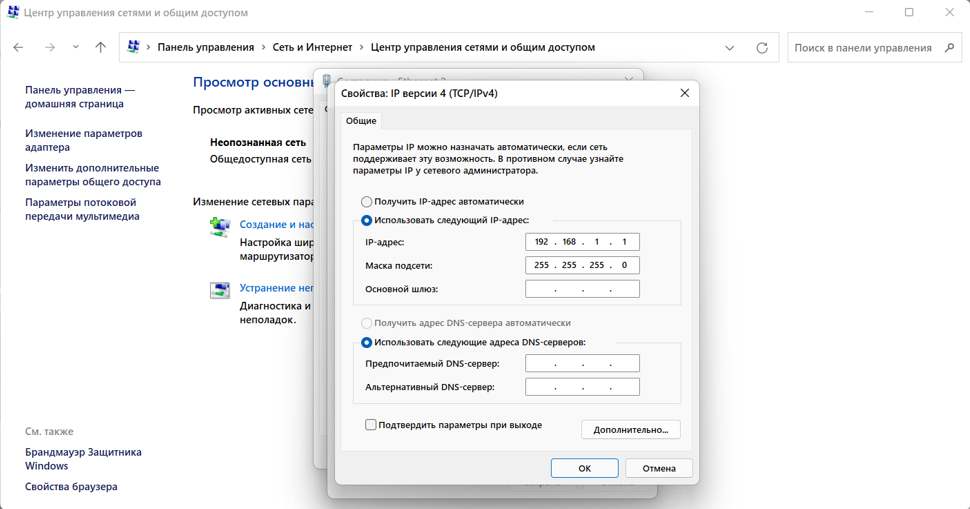 Центр управления сетями и общим доступом
Панель управления
Сеть и Интернет
Центр управления сетями и общим доступом
Поиск в панели управления
Панель управления —
домашняя страница
Изменение параметров
адаптера
Изменить дополнительные
параметры общего доступа
Параметры потоковой
передачи мультимедиа
Просмотр основн
Просмотр активных сете
Неопознанная сеть
Общедоступная сеть
Изменение сетевых пара
Создание и нас
Настройка шир
маршрутизатор
Устранение неп
Диагностика и
неполадок.
См. также
Брандмауэр Защитника
Windows
Свойства браузера
Свойства: IP версии 4 (TCP/IPv4)
Общие
Параметры IP можно назначать автоматически, если сеть
поддерживает эту возможность. В противном случае узнайте
параметры IP у сетевого администратора.
Получить IP-адрес автоматически
Использовать следующий IP-адрес:
IP-адрес: 192 . 168 . 1 . 1
Маска подсети: 255 . 255 . 255 . 0
Основной шлюз: . . .
Получить адрес DNS-сервера автоматически
Использовать следующие адреса DNS-серверов:
Предпочитаемый DNS-сервер: . . .
Альтернативный DNS-сервер: . . .
Подтвердить параметры при выходе
Дополнительно...
ОК
Отмена